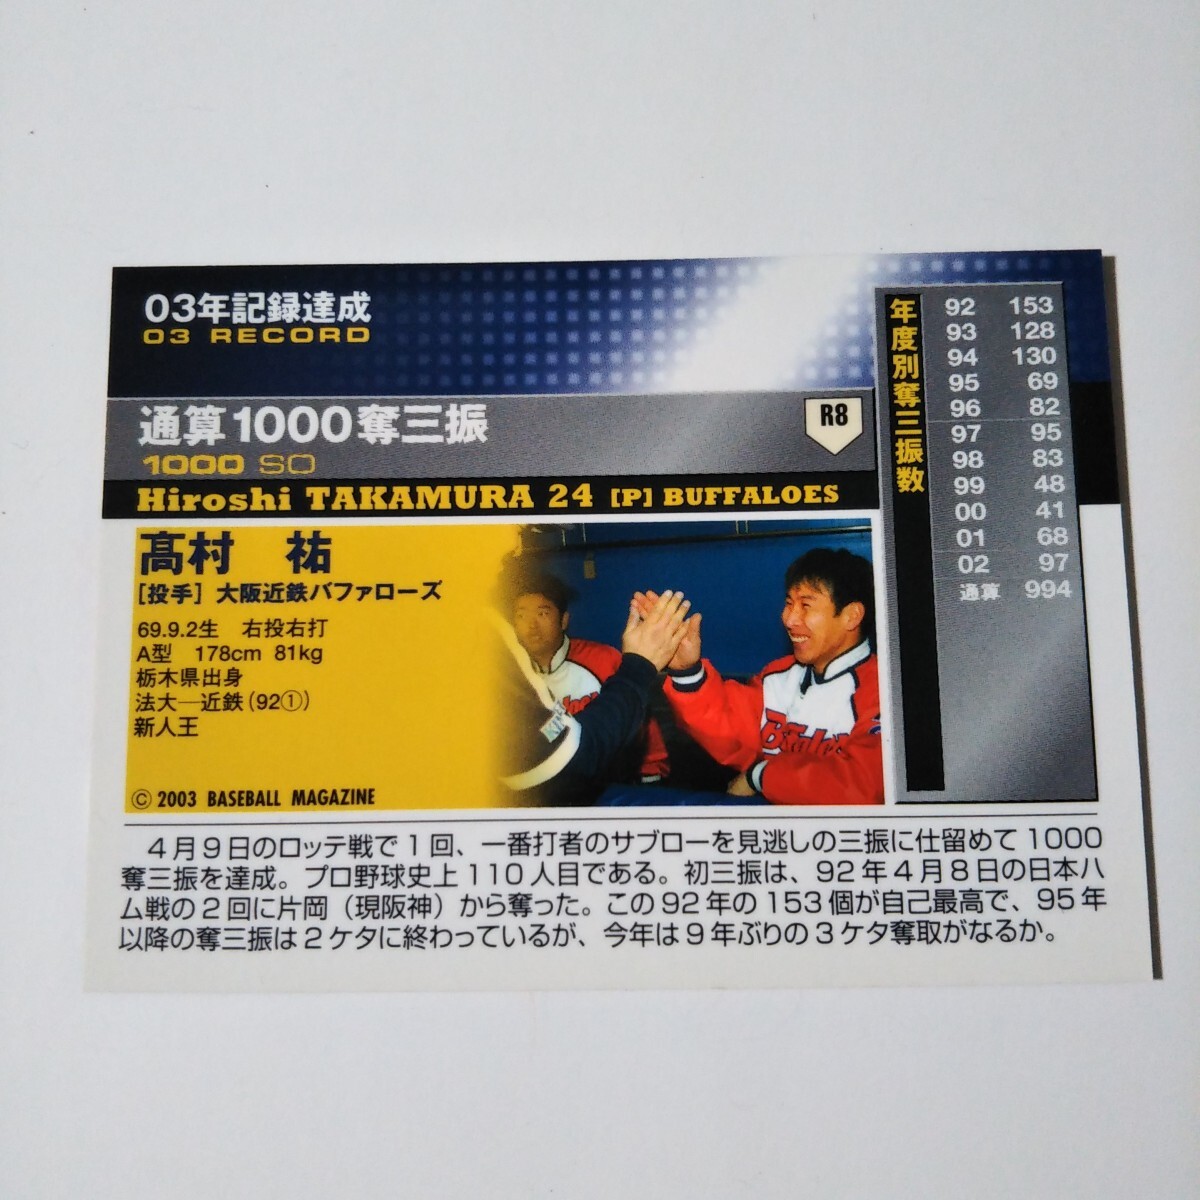 03年記録達成
03 RECORD
通算1000奪三振
1000 SO
R8
Hiroshi TAKAMURA 24 [P] BUFFALOES
髙村 祐
[投手] 大阪近鉄バファローズ
69.9.2生 右投右打
A型 178cm 81kg
栃木県出身
法大―近鉄(92①)
新人王
© 2003 BASEBALL MAGAZINE
年度別奪三振数
92 153
93 128
94 130
95 69
96 82
97 95
98 83
99 48
00 41
01 68
02 97
通算 994
4月9日のロッテ戦で1回、一番打者のサブローを見逃しの三振に仕留めて1000
奪三振を達成。プロ野球史上110人目である。初三振は、92年4月8日の日本ハ
ム戦の2回に片岡（現阪神）から奪った。この92年の153個が自己最高で、95年
以降の奪三振は2ケタに終わっているが、今年は9年ぶりの3ケタ奪取がなるか。